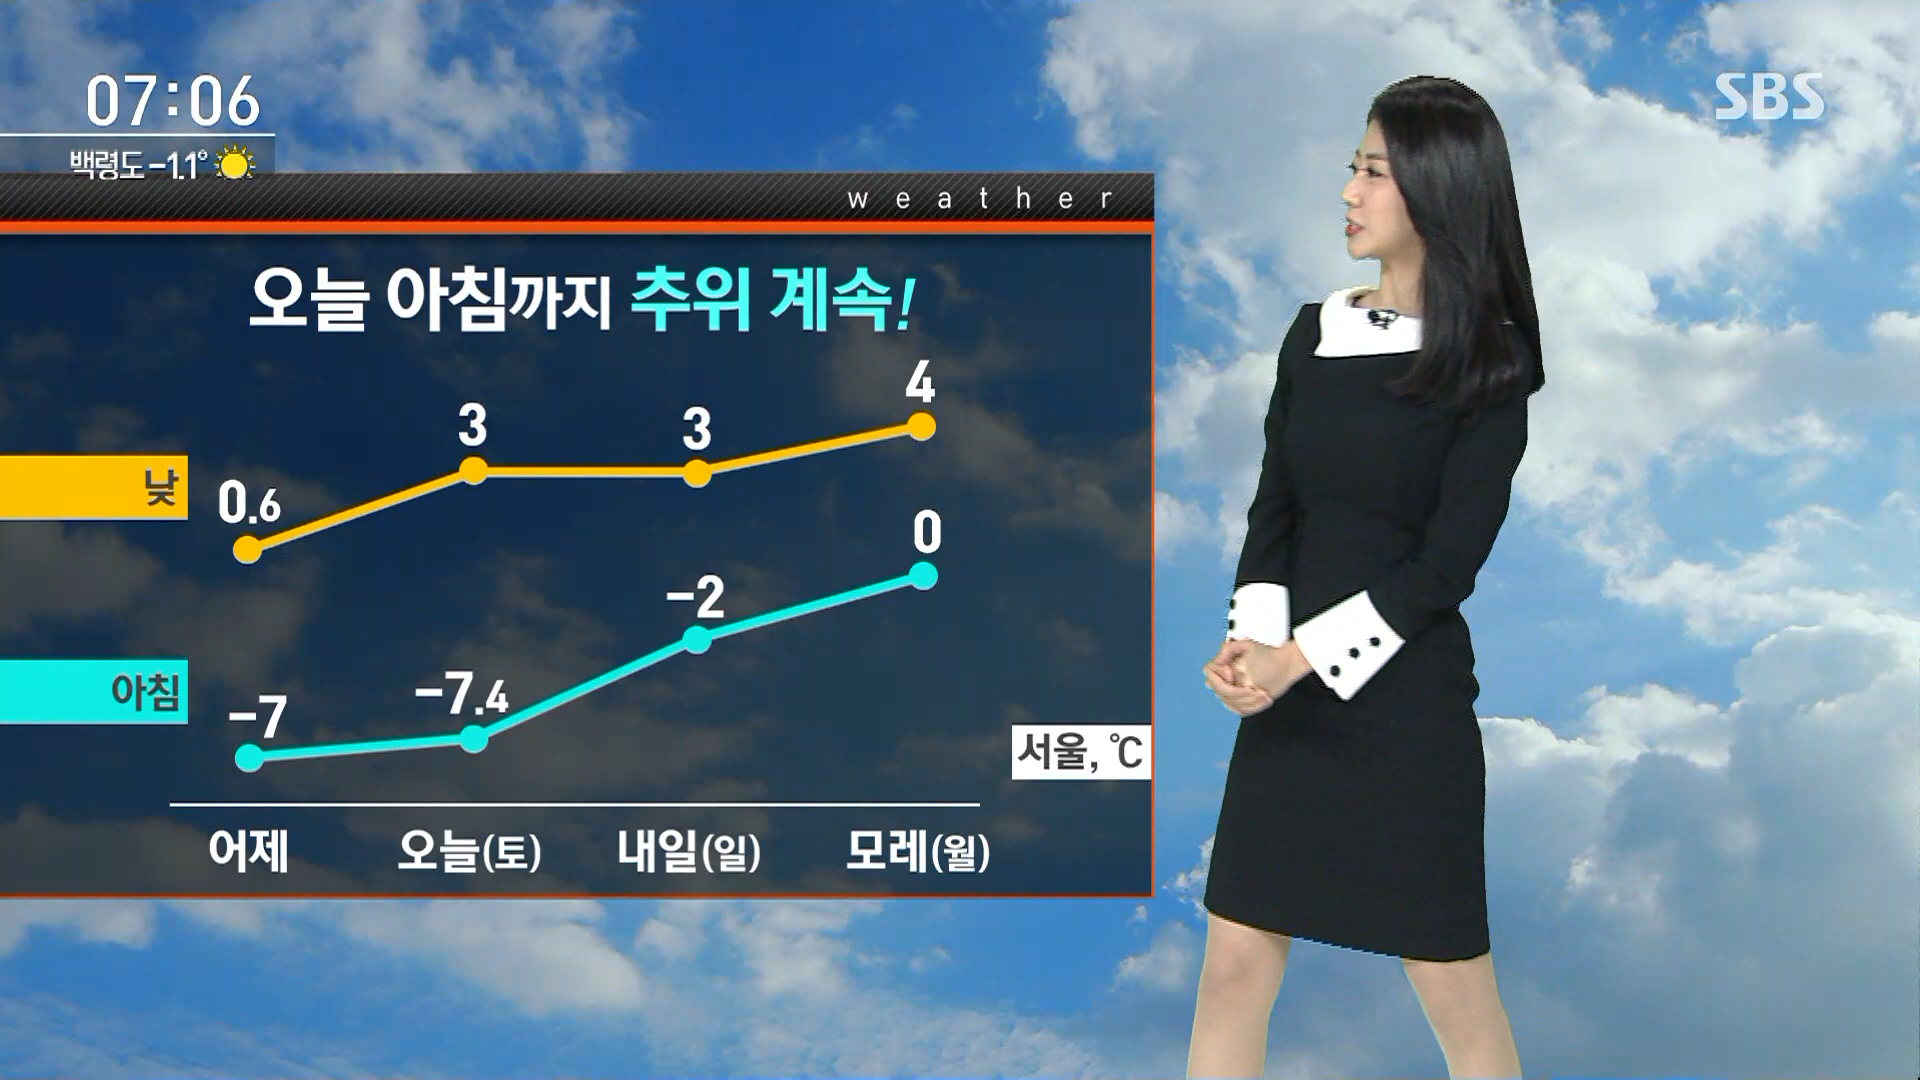 07:06
백령도 -1.1°
SBS
weather
오늘 아침까지 추위 계속!
낮
0.6
3
3
4
아침
-7
-7.4
-2
0
서울, ℃
어제 오늘(토) 내일(일) 모레(월)